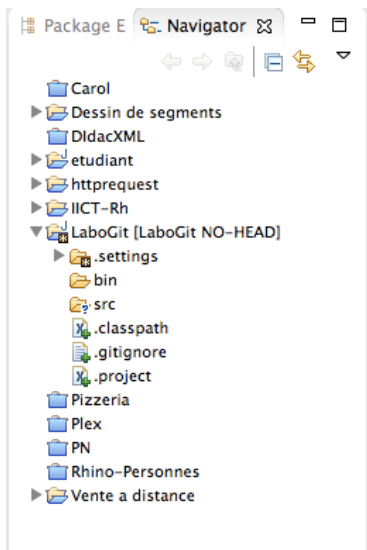 Package E Navigator
Carol
Dessin de segments
DIdacXML
etudiant
httprequest
IICT-Rh
LaboGit [LaboGit NO-HEAD]
.settings
bin
src
.classpath
.gitignore
.project
Pizzeria
Plex
PN
Rhino-Personnes
Vente a distance